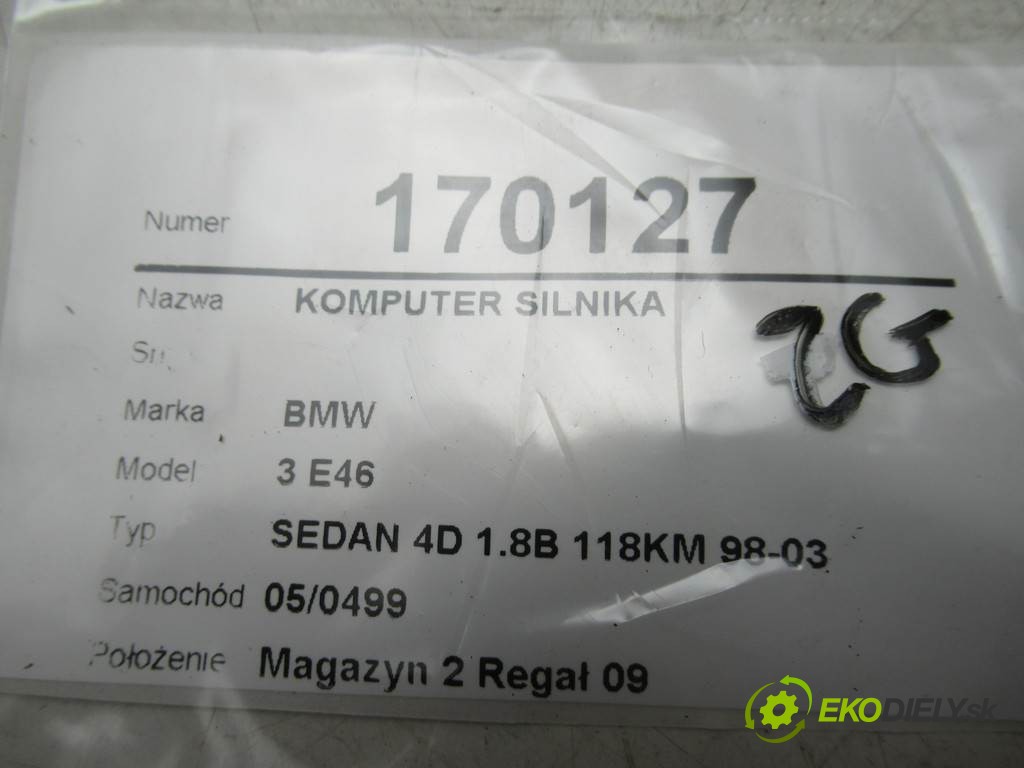 Numer 170127
Nazwa KOMPUTER SILNIKA
Marka BMW
Model 3 E46
Typ SEDAN 4D 1.8B 118KM 98-03
Samochód 05/0499
Położenie Magazyn 2 Regał 09
EKODIELY.sk